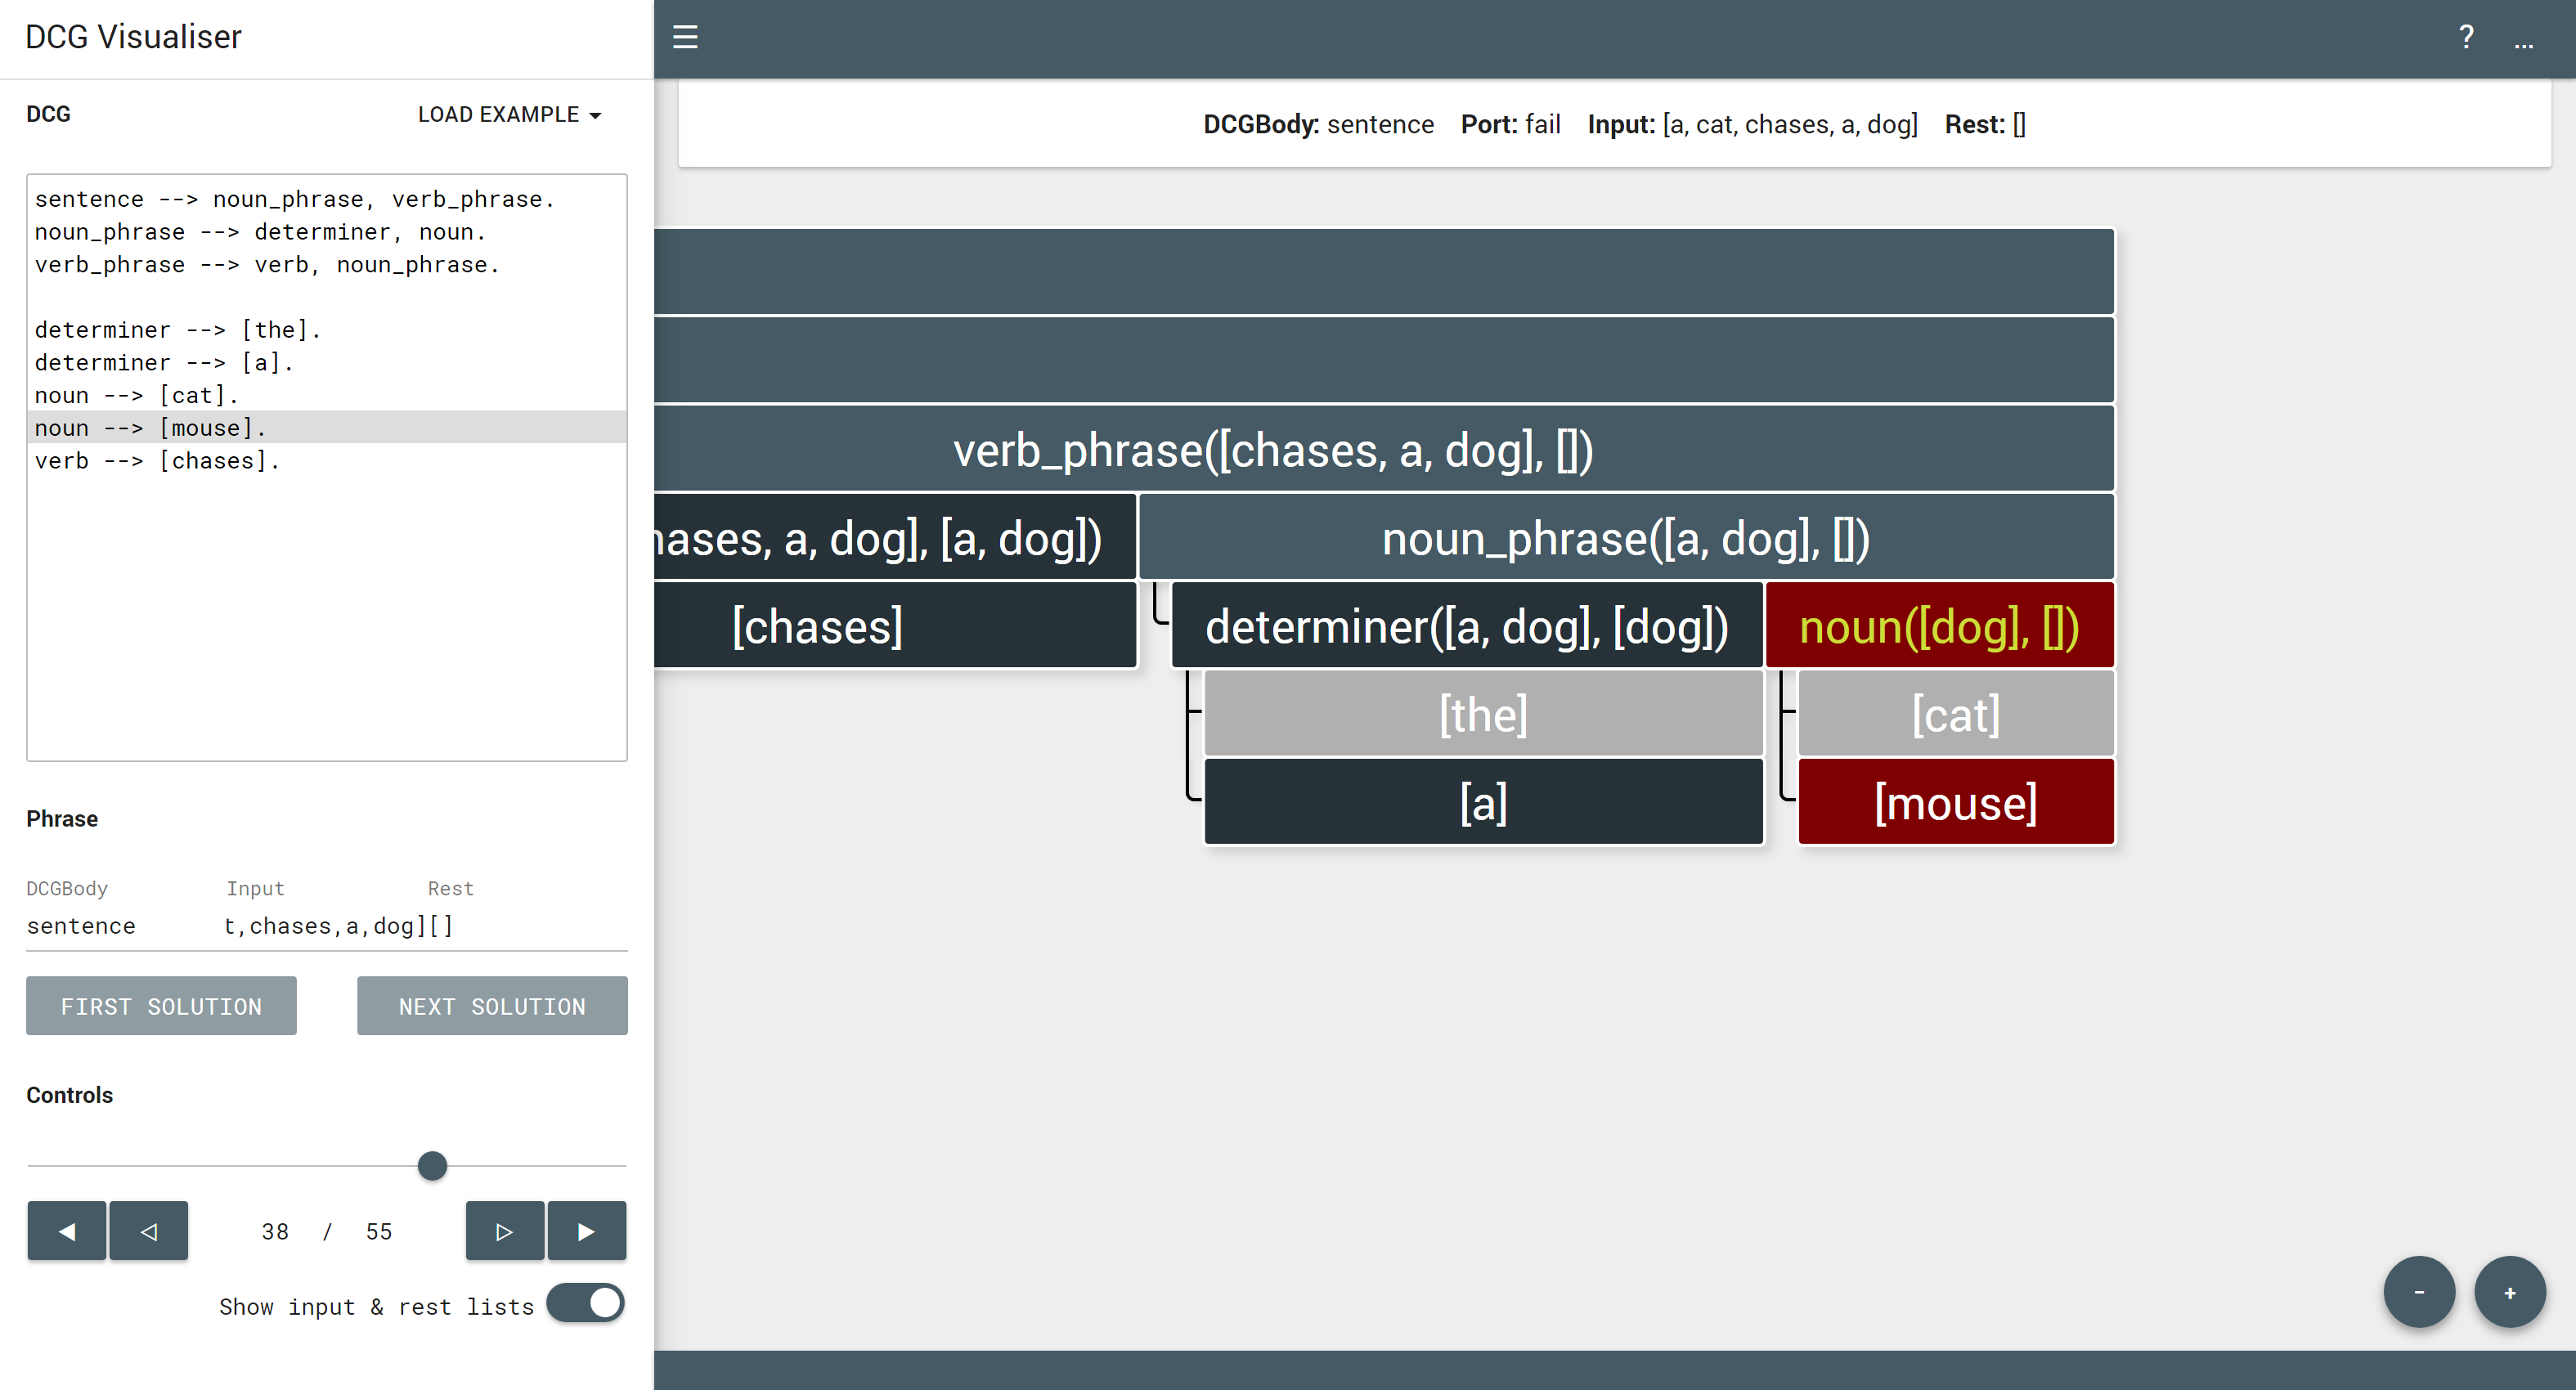 DCG Visualiser
☰
?
...
DCG
LOAD EXAMPLE
sentence --> noun_phrase, verb_phrase.
noun_phrase --> determiner, noun.
verb_phrase --> verb, noun_phrase.
determiner --> [the].
determiner --> [a].
noun --> [cat].
noun --> [mouse].
verb --> [chases].
Phrase
DCGBody Input Rest
sentence t,chases,a,dog] []
FIRST SOLUTION NEXT SOLUTION
Controls
38 / 55
Show input & rest lists
DCGBody: sentence Port: fail Input: [a, cat, chases, a, dog] Rest: []
verb_phrase([chases, a, dog], [])
hases, a, dog], [a, dog]) noun_phrase([a, dog], [])
[chases] determiner([a, dog], [dog]) noun([dog], [])
[the] [cat]
[a] [mouse]
- +